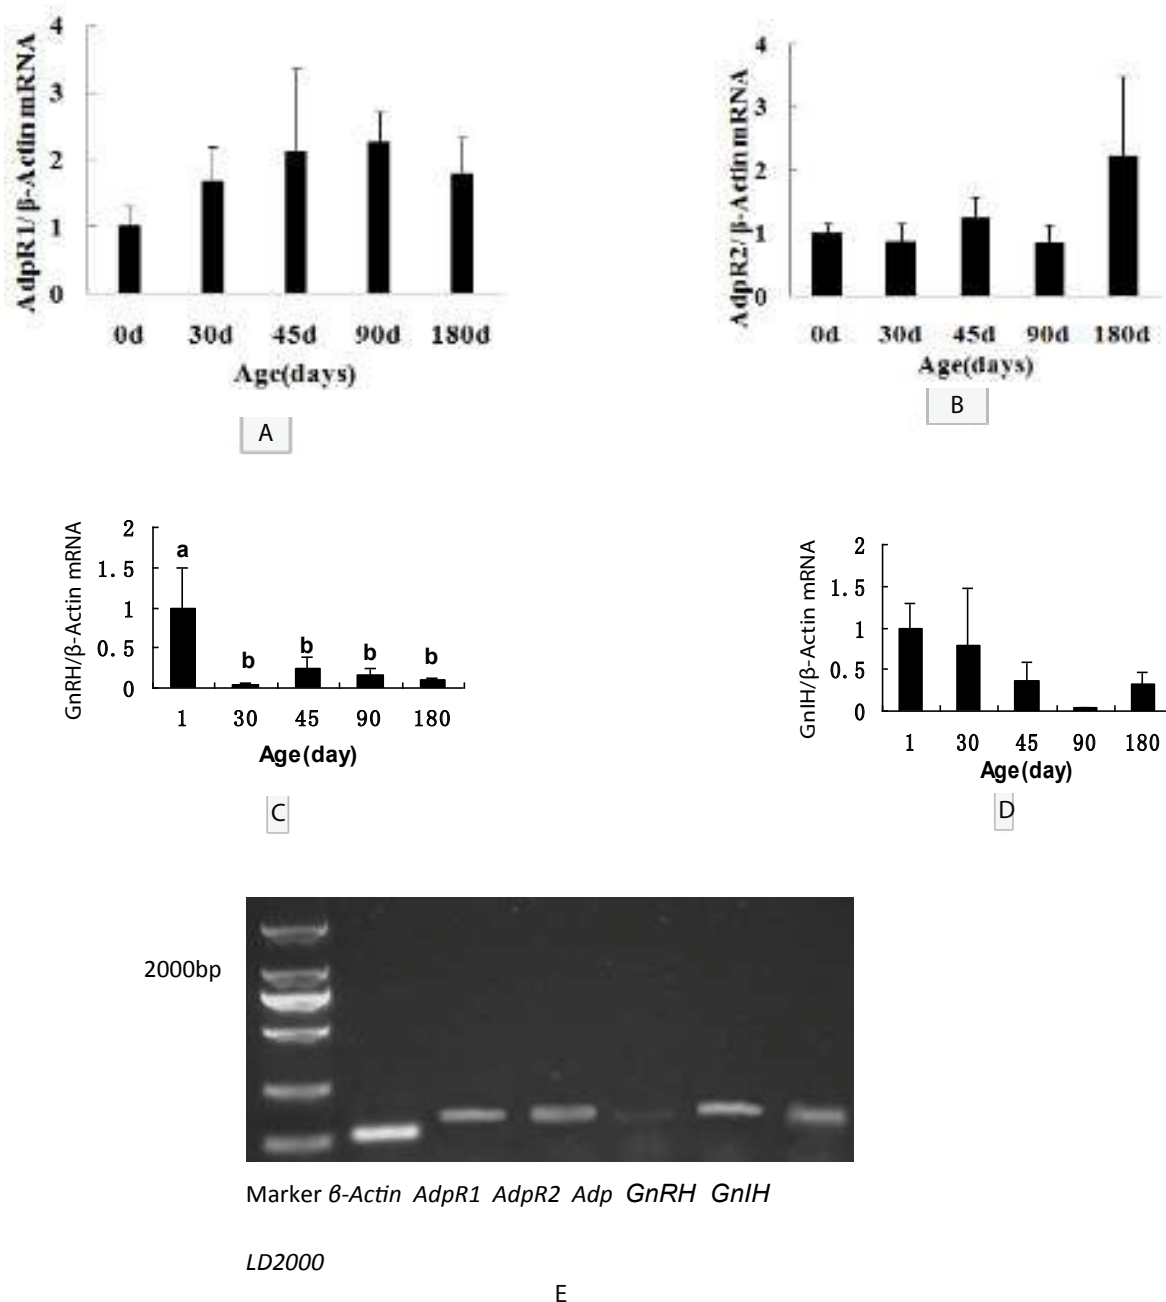 AdpR1/ β-Actin mRNA
4
3
2
1
0
0d 30d 45d 90d 180d
Age(days)
A
AdpR2/ β-Actin mRNA
4
3
2
1
0
0d 30d 45d 90d 180d
Age(days)
B
GnRH/β-Actin mRNA
2
1.5
1
0.5
0
a b b b b
1 30 45 90 180
Age(day)
C
GnIH/β-Actin mRNA
2
1.5
1
0.5
0
1 30 45 90 180
Age(day)
D
2000bp
Marker β-Actin AdpR1 AdpR2 Adp GnRH GnIH
LD2000
E